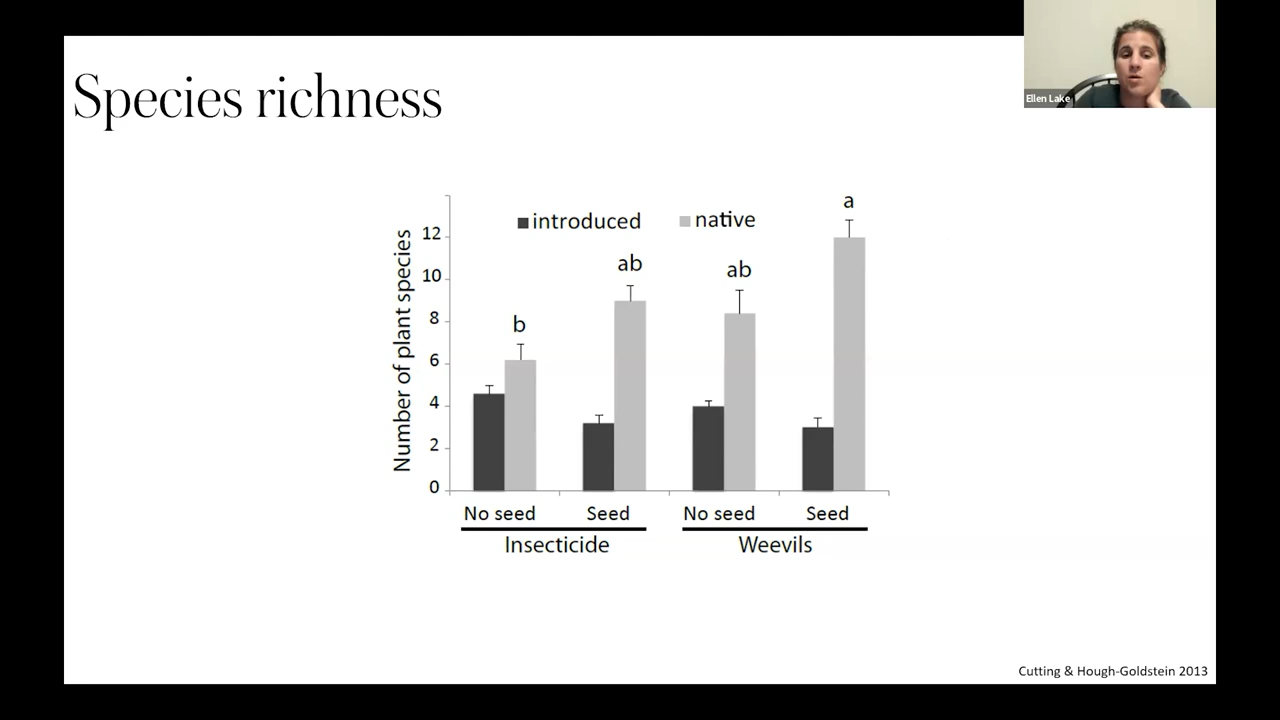 Species richness
Ellen Lake
introduced
native
Number of plant species
12
10
8
6
4
2
0
b
ab
ab
a
No seed
Seed
No seed
Seed
Insecticide
Weevils
Cutting & Hough-Goldstein 2013